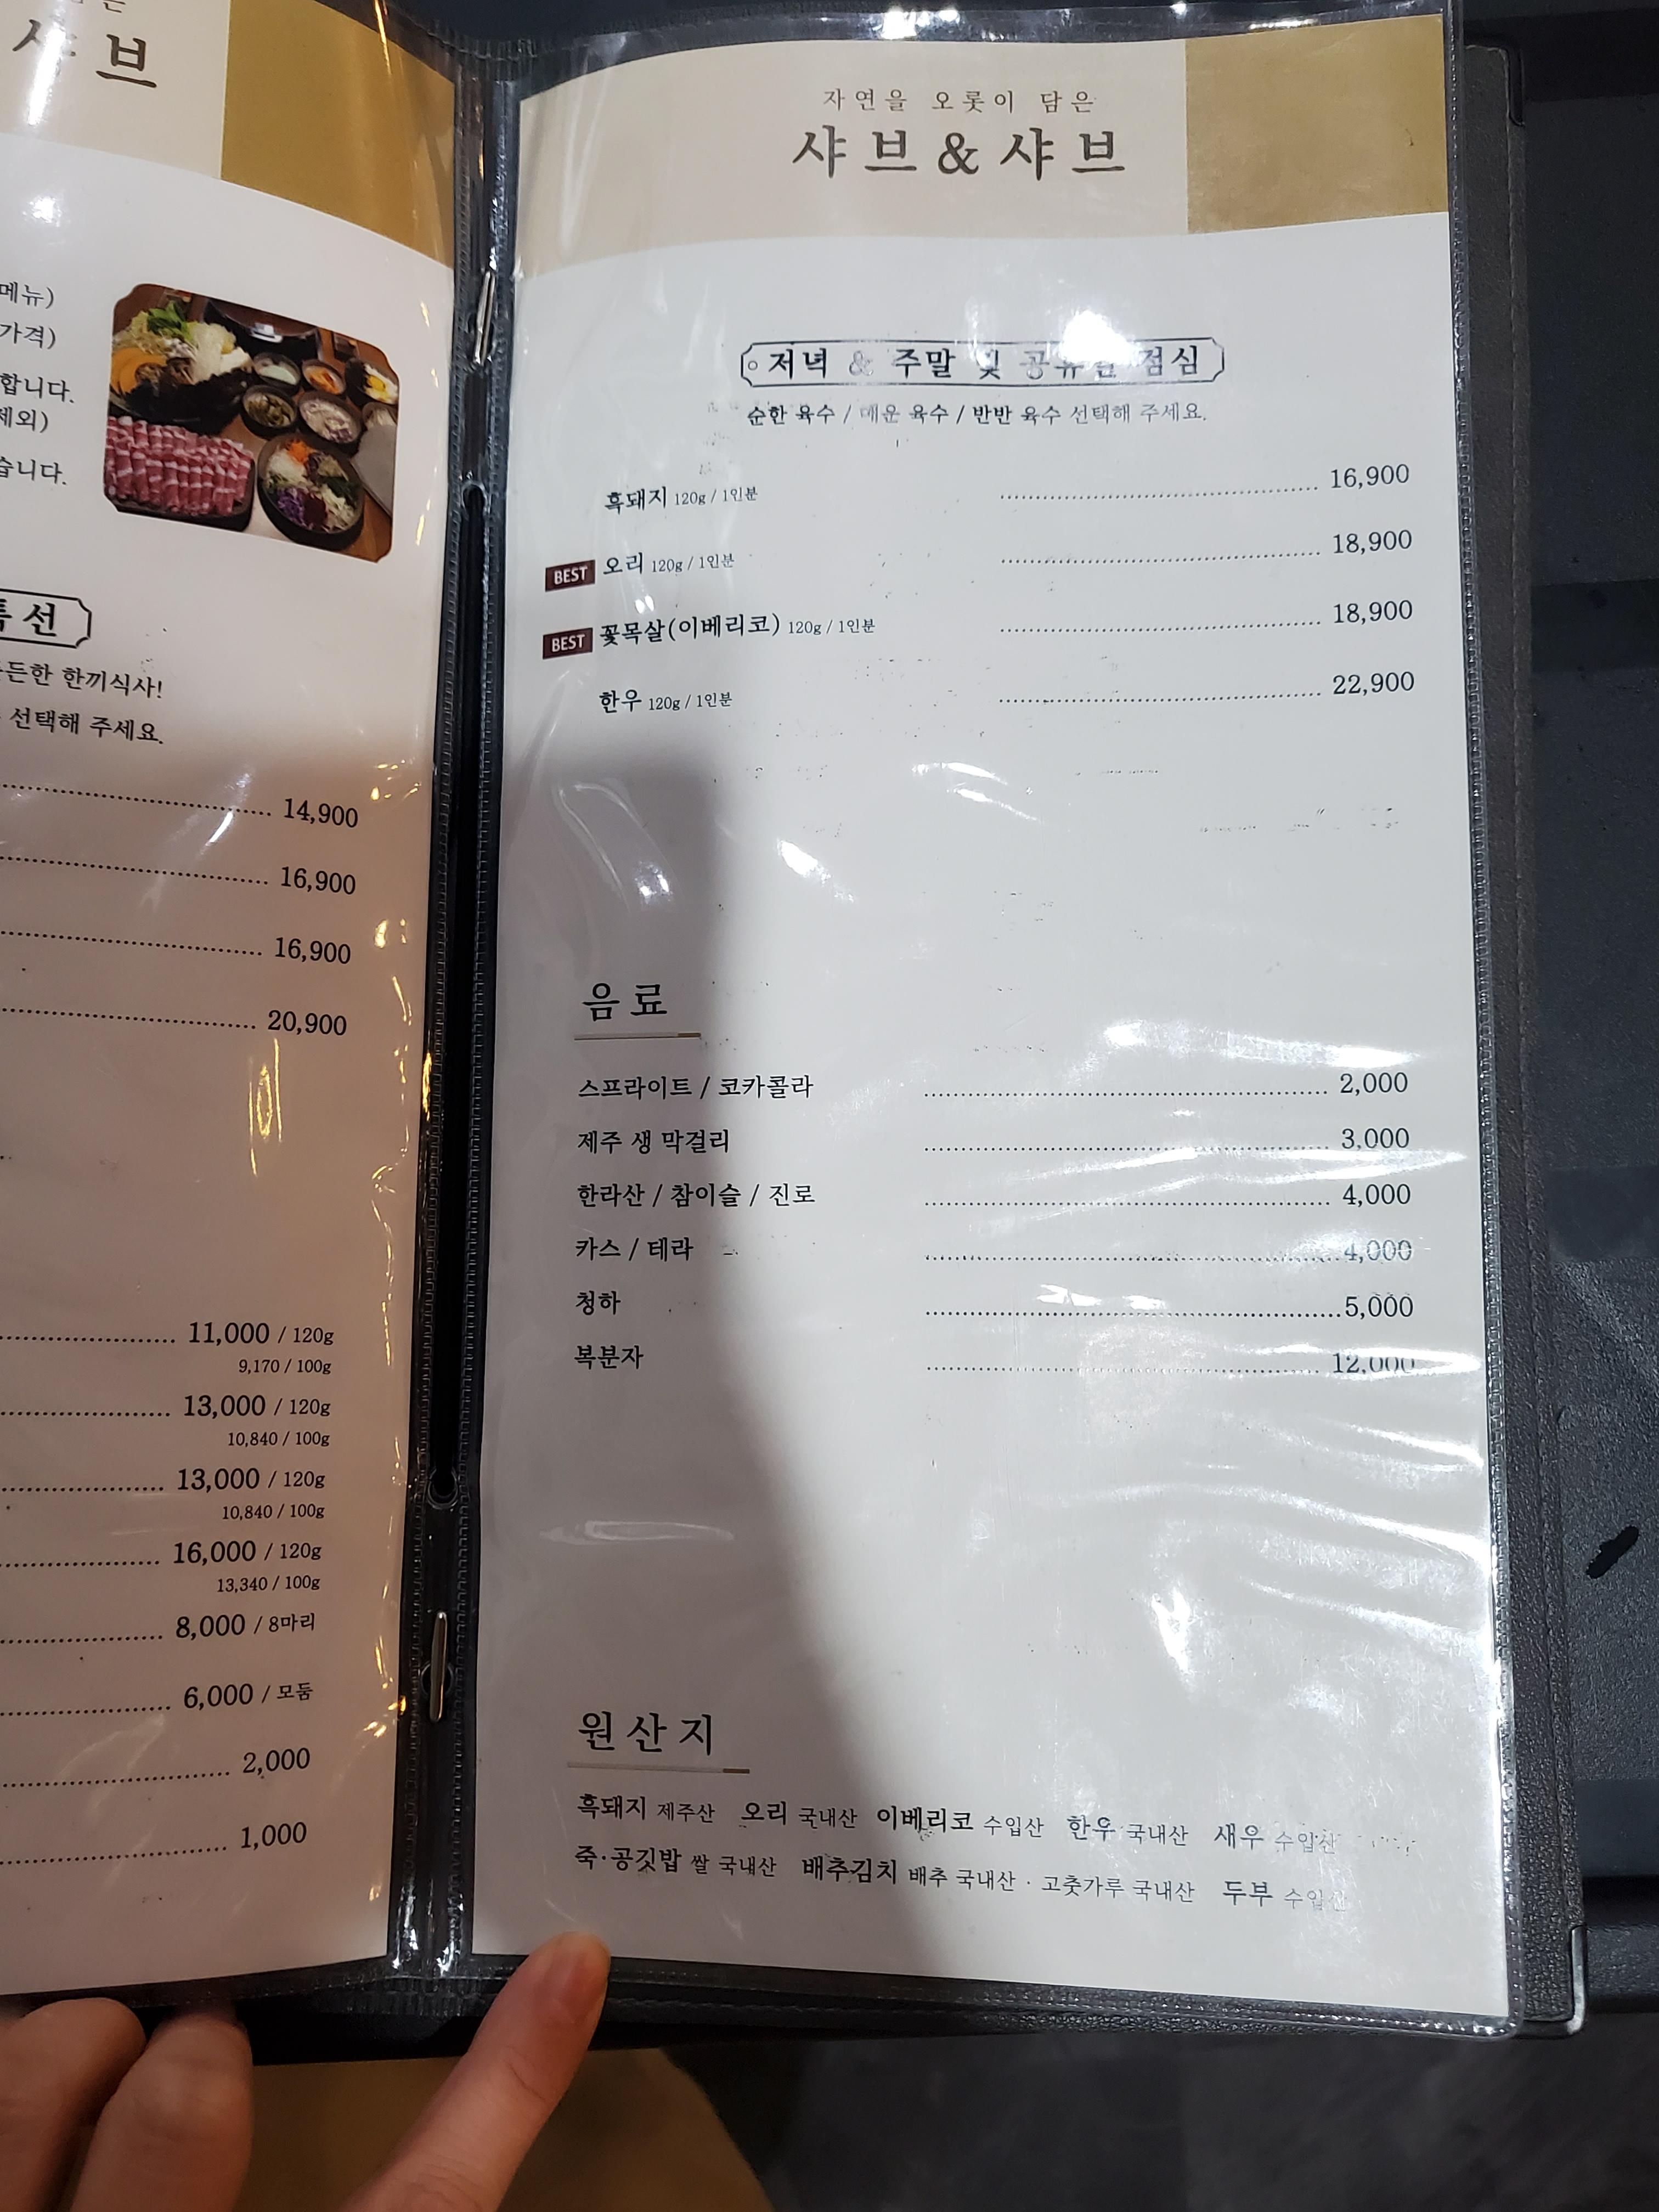 샤브
메뉴)
가격)
합니다.
제외)
습니다.
특선
든든한 한끼식사!
선택해 주세요.
14,900
16,900
16,900
20,900
11,000 / 120g
9,170 / 100g
13,000 / 120g
10,840 / 100g
13,000 / 120g
10,840 / 100g
16,000 / 120g
13,340 / 100g
8,000 / 8마리
6,000 / 모둠
2,000
1,000
자연을 오롯이 담은
샤브&샤브
저녁 & 주말 및 공휴일 점심
순한 육수 / 매운 육수 / 반반 육수 선택해 주세요.
흑돼지 120g / 1인분 16,900
BEST 오리 120g / 1인분 18,900
BEST 꽃목살(이베리코) 120g / 1인분 18,900
한우 120g / 1인분 22,900
음료
스프라이트 / 코카콜라 2,000
제주 생 막걸리 3,000
한라산 / 참이슬 / 진로 4,000
카스 / 테라 4,000
청하 5,000
복분자 12,000
원산지
흑돼지 제주산 오리 국내산 이베리코 수입산 한우 국내산 새우 수입산
죽·공깃밥 쌀 국내산 배추김치 배추 국내산 · 고춧가루 국내산 두부 수입산